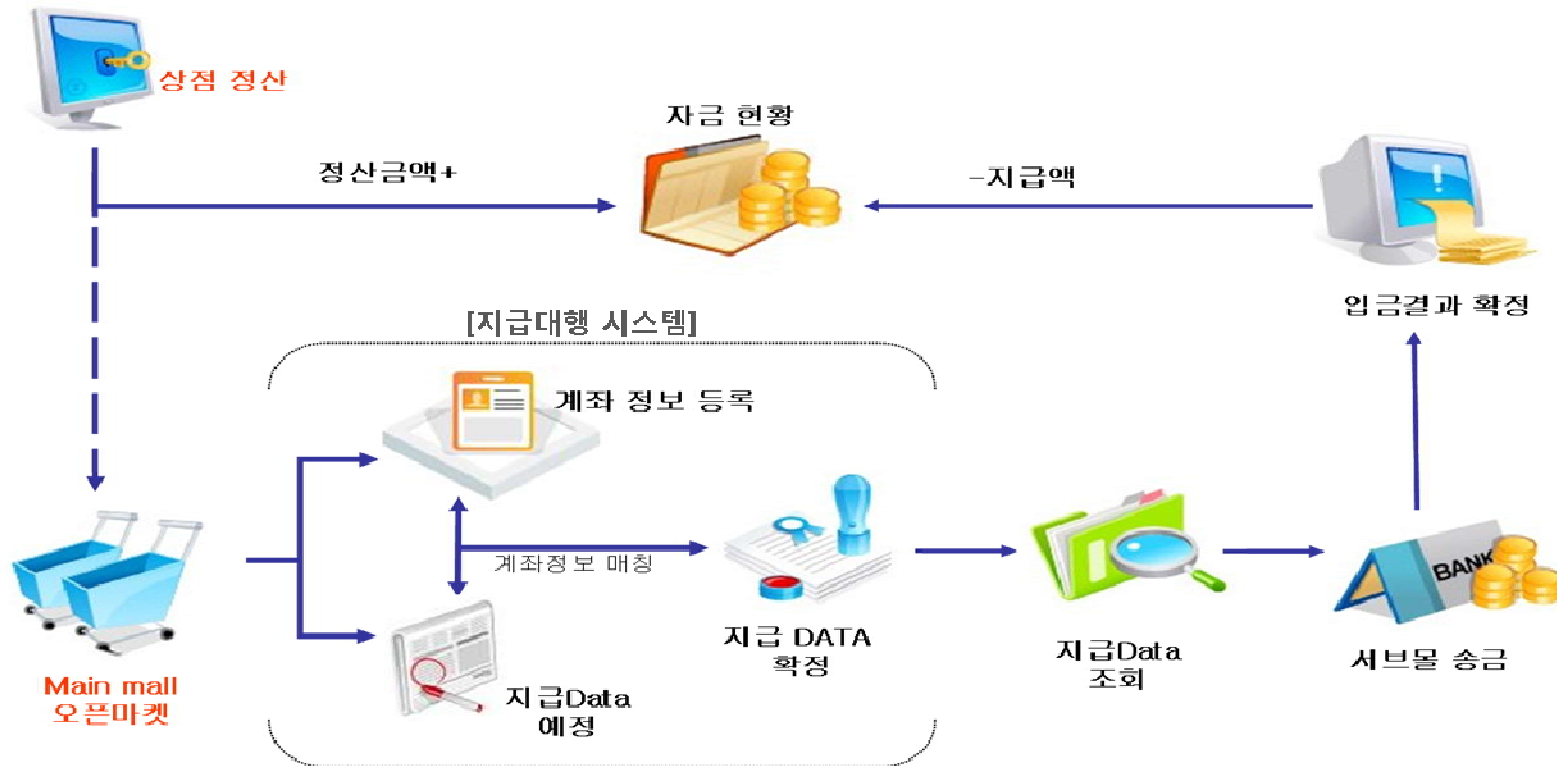 상점 정산
자금 현황
정산금액+
-지급액
입금결과 확정
[지급대행 시스템]
계좌 정보 등록
계좌정보 매칭
지급 DATA
확정
지급Data
조회
BANK
서브몰 송금
Main mall
오픈마켓
지급Data
예정